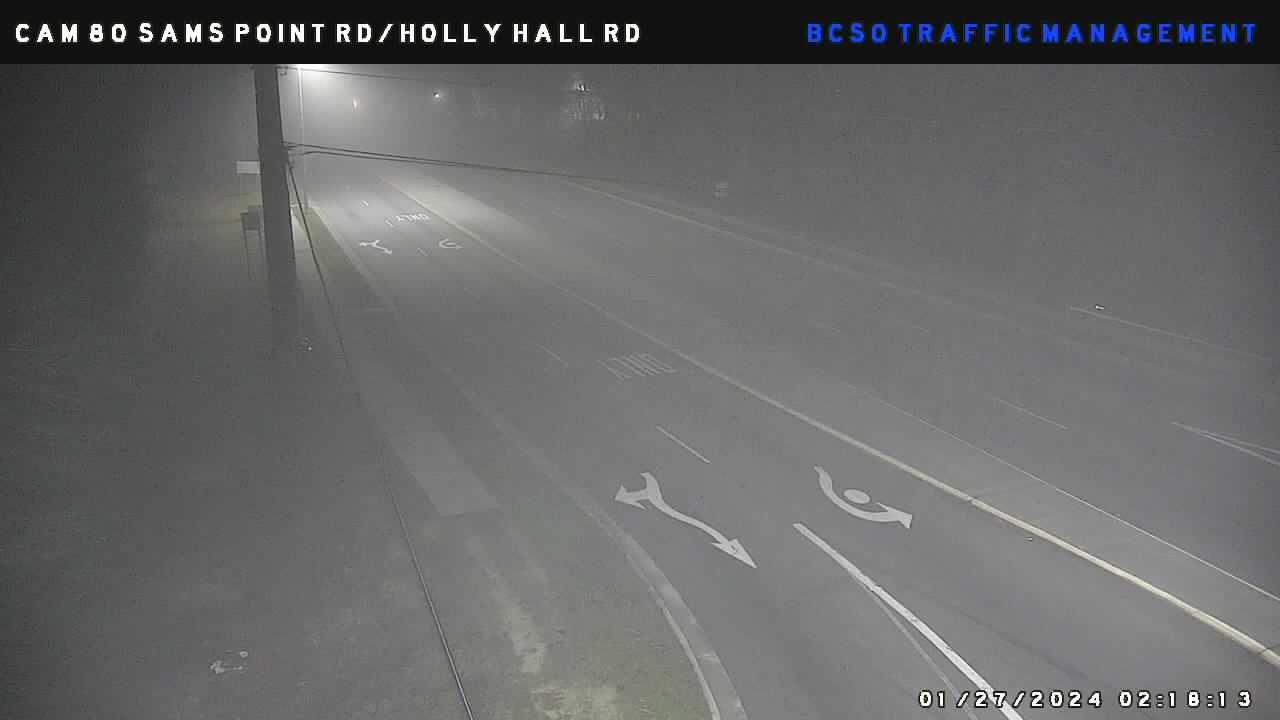 CAM 80 SAMS POINT RD/HOLLY HALL RD
BCSO TRAFFIC MANAGEMENT
ONLY
ONLY
01/27/2024 02:18:13